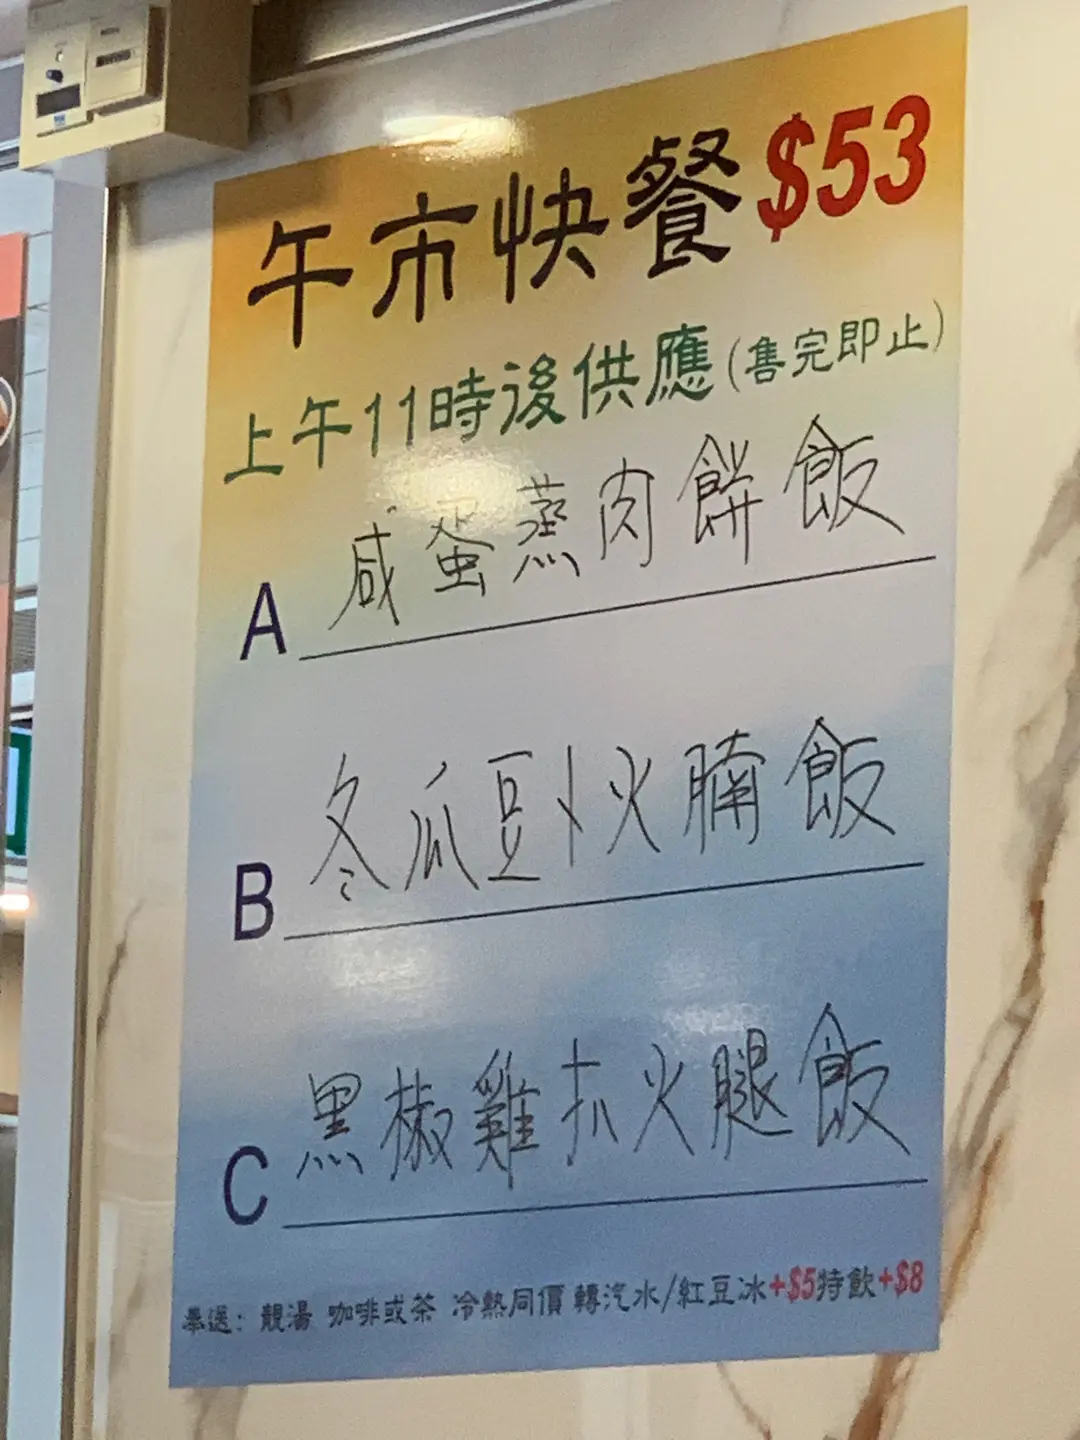 午市快餐$53
上午11時後供應(售完即止)
A 咸蛋蒸肉餅飯
B 冬瓜豆卜火腩飯
C 黑椒雞扒火腿飯
奉送: 靚湯 咖啡或茶 冷熱同價 轉汽水/紅豆冰+$5特飲+$8